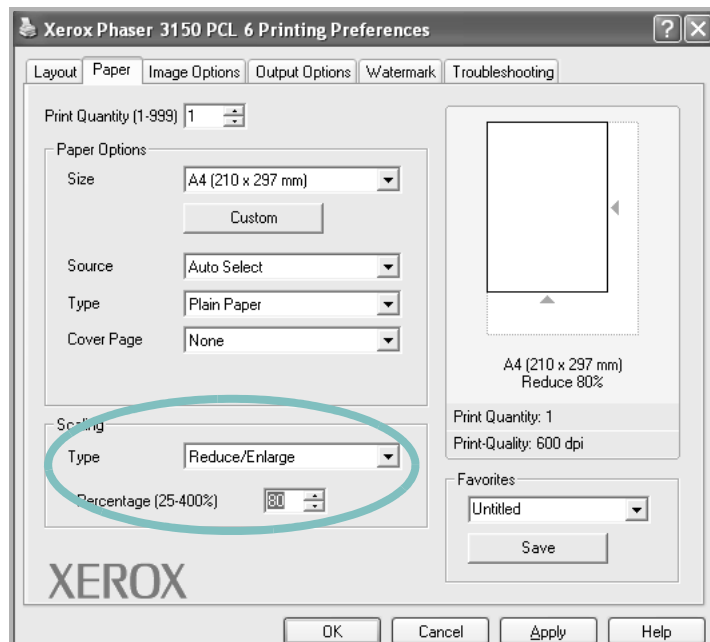 Xerox Phaser 3150 PCL 6 Printing Preferences
Layout Paper Image Options Output Options Watermark Troubleshooting
Print Quantity (1-999) 1
Paper Options
Size A4 (210 x 297 mm)
Custom
Source Auto Select
Type Plain Paper
Cover Page None
Scaling
Type Reduce/Enlarge
Percentage (25-400%) 80
XEROX
A4 (210 x 297 mm)
Reduce 80%
Print Quantity: 1
Print-Quality: 600 dpi
Favorites
Untitled
Save
OK Cancel Apply Help